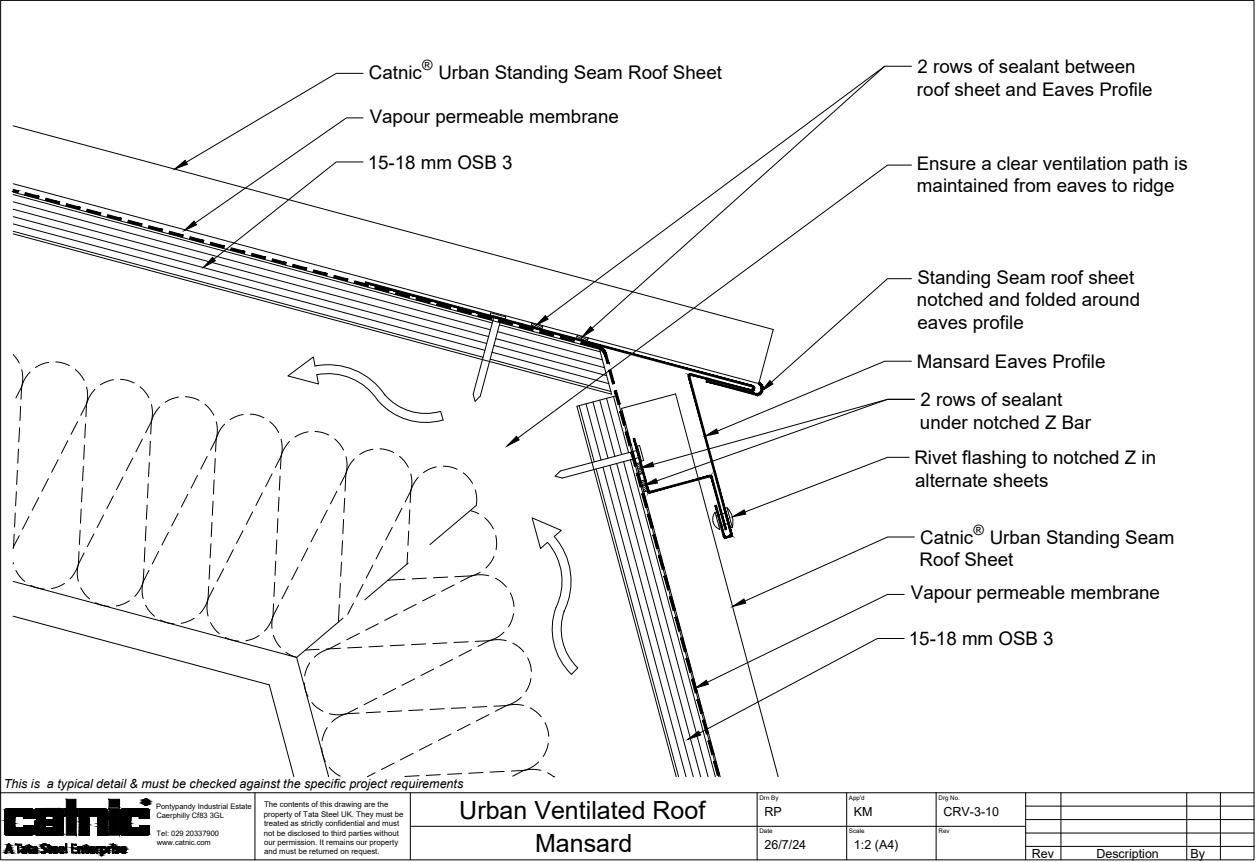 Catnic® Urban Standing Seam Roof Sheet
Vapour permeable membrane
15-18 mm OSB 3
2 rows of sealant between
roof sheet and Eaves Profile
Ensure a clear ventilation path is
maintained from eaves to ridge
Standing Seam roof sheet
notched and folded around
eaves profile
Mansard Eaves Profile
2 rows of sealant
under notched Z Bar
Rivet flashing to notched Z in
alternate sheets
Catnic® Urban Standing Seam
Roof Sheet
Vapour permeable membrane
15-18 mm OSB 3
This is a typical detail & must be checked against the specific project requirements
catnic
A Tata Steel Enterprise
Pontypandy Industrial Estate
Caerphilly Cf83 3GL
Tel: 029 20337900
www.catnic.com
The contents of this drawing are the
property of Tata Steel UK. They must be
treated as strictly confidential and must
not be disclosed to third parties without
our permission. It remains our property
and must be returned on request.
Urban Ventilated Roof
Mansard
Drn By
RP
App'd
KM
Drg No.
CRV-3-10
Date
26/7/24
Scale
1:2 (A4)
Rev
Rev Description By